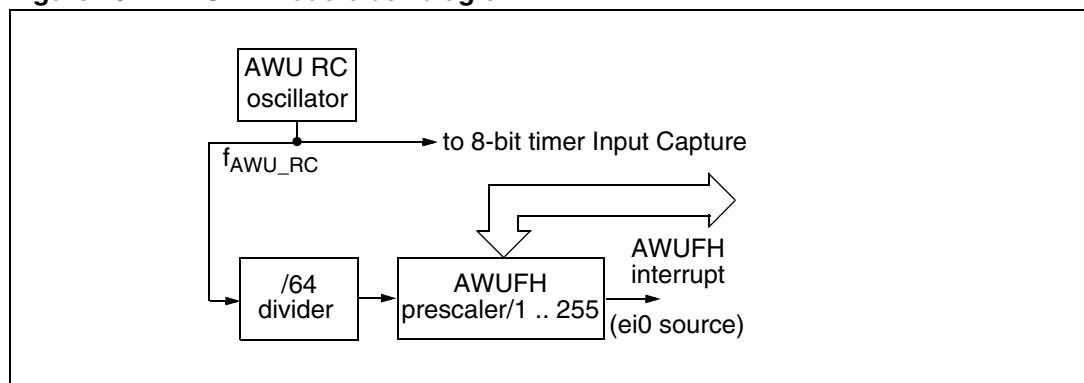 AWU RC
oscillator
to 8-bit timer Input Capture
fAWU_RC
AWUFH
interrupt
/64
divider
AWUFH
prescaler/1 .. 255
(ei0 source)